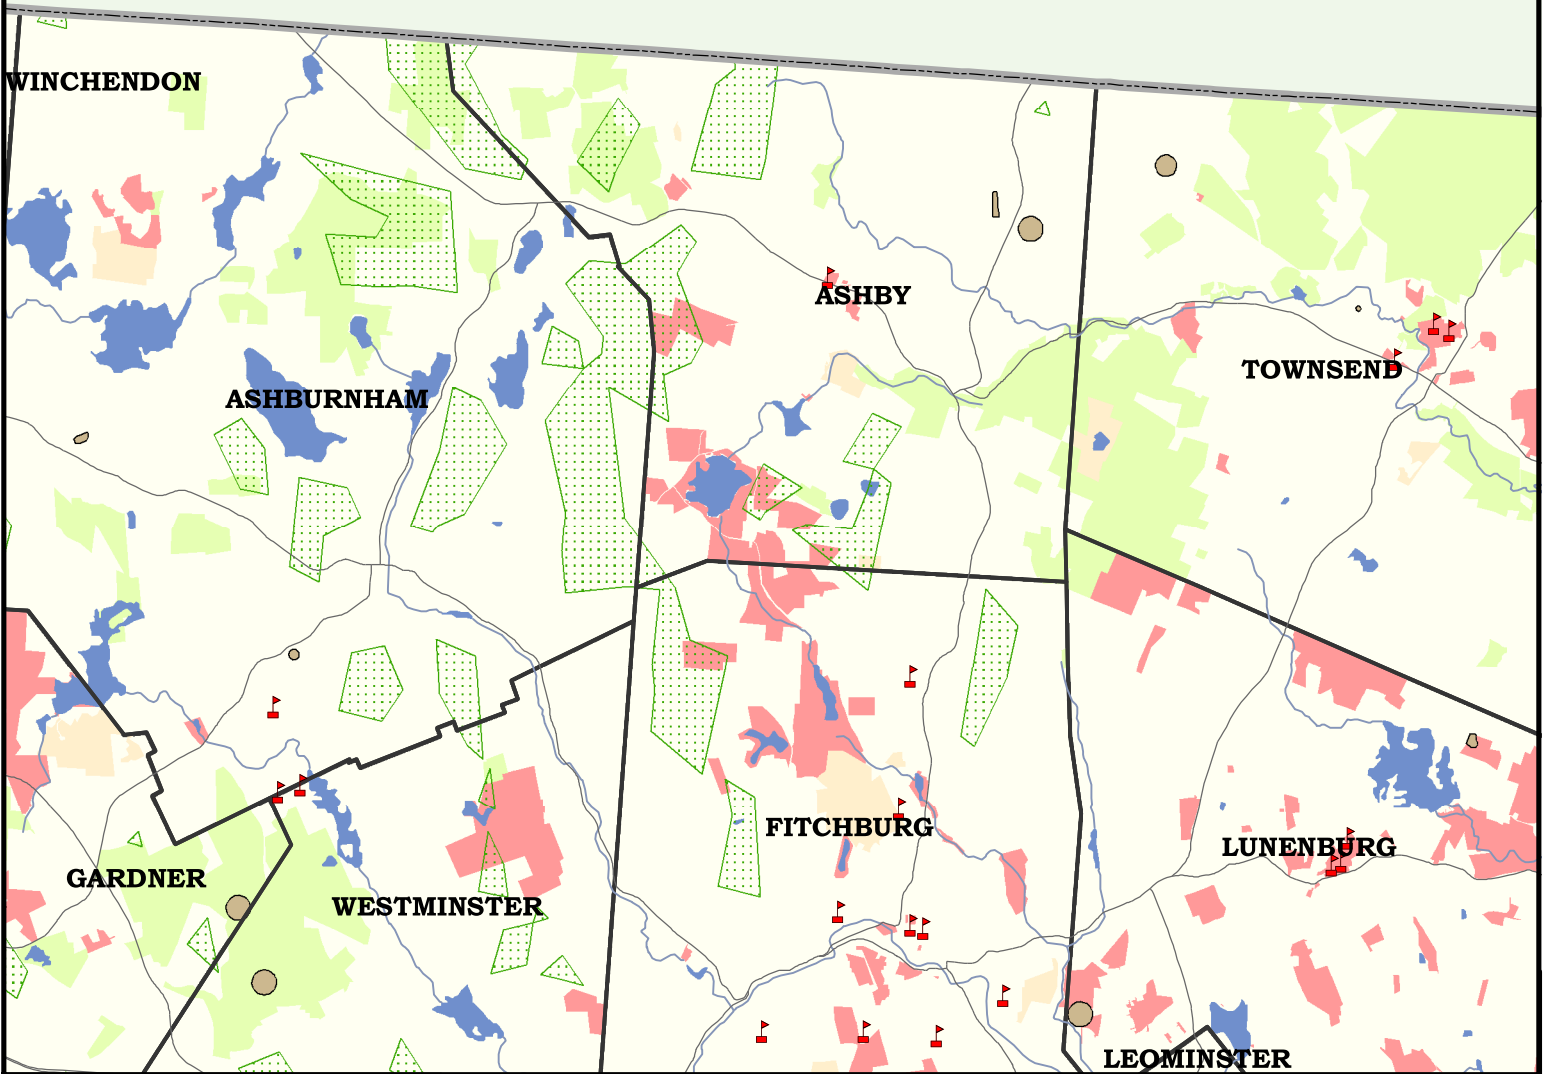 WINCHENDON
ASHBY
TOWNSEND
ASHBURNHAM
FITCHBURG
LUNENBURG
GARDNER
WESTMINSTER
LEOMINSTER